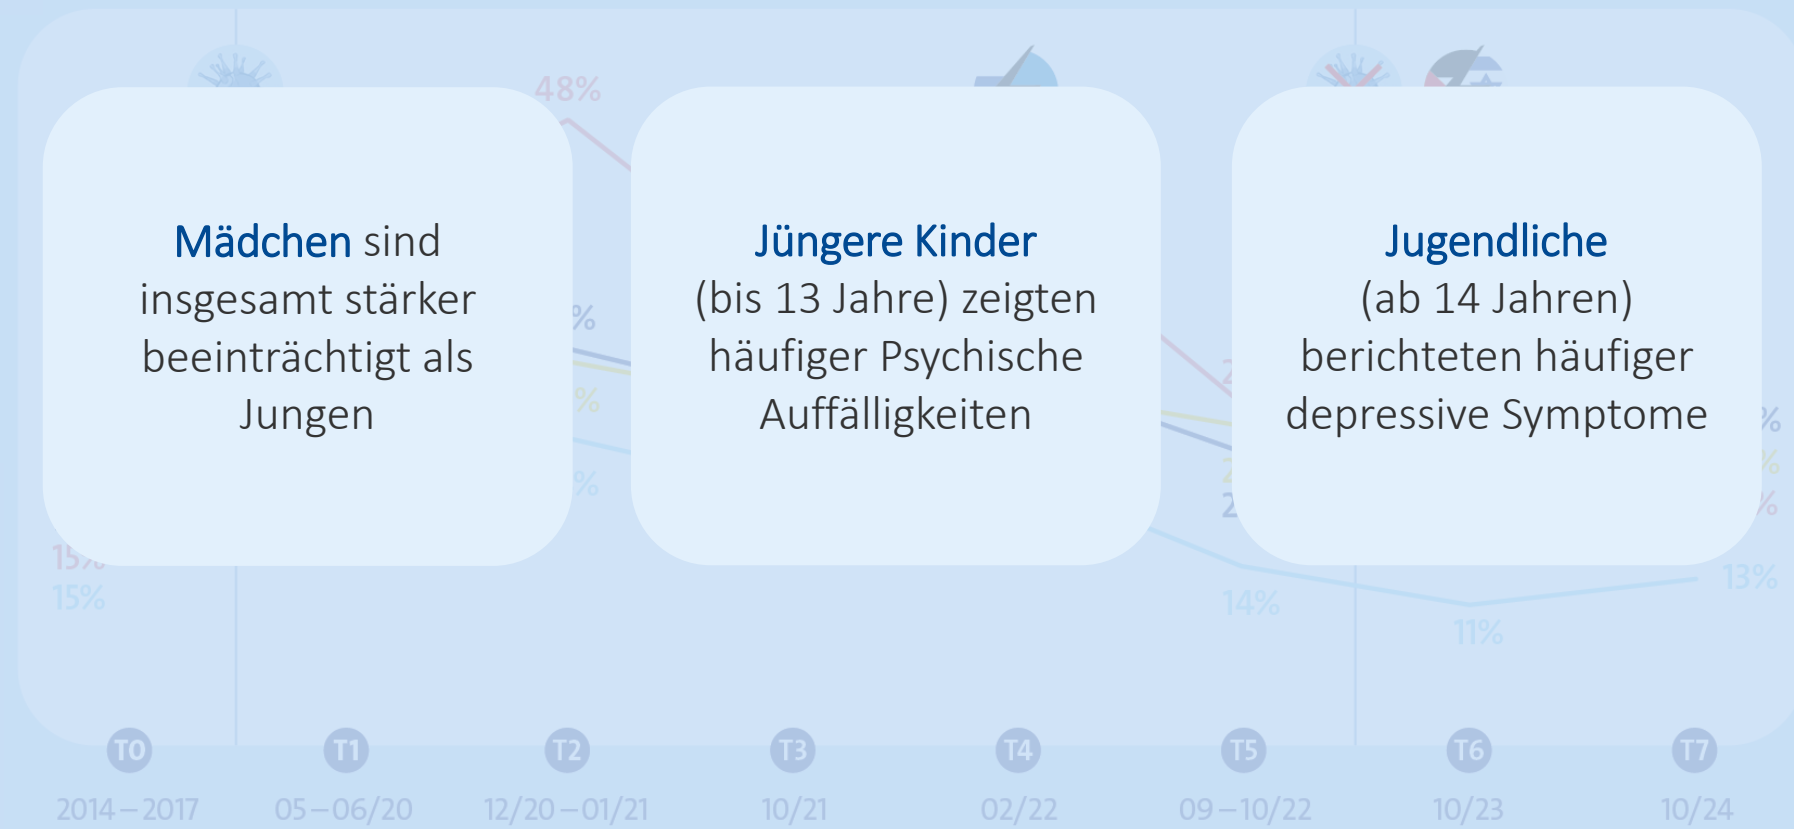 48%
Mädchen sind
insgesamt stärker
beeinträchtigt als
Jungen
Jüngere Kinder
(bis 13 Jahre) zeigten
häufiger Psychische
Auffälligkeiten
Jugendliche
(ab 14 Jahren)
berichteten häufiger
depressive Symptome
15%
15%
14%
11%
13%
T0 T1 T2 T3 T4 T5 T6 T7
2014–2017 05–06/20 12/20–01/21 10/21 02/22 09–10/22 10/23 10/24